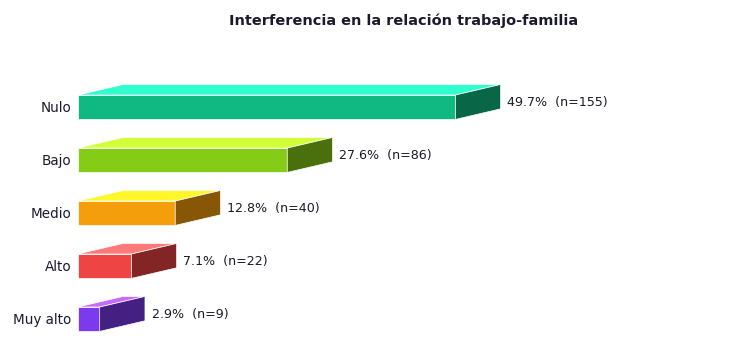 Interferencia en la relación trabajo-familia
Nulo 49.7% (n=155)
Bajo 27.6% (n=86)
Medio 12.8% (n=40)
Alto 7.1% (n=22)
Muy alto 2.9% (n=9)